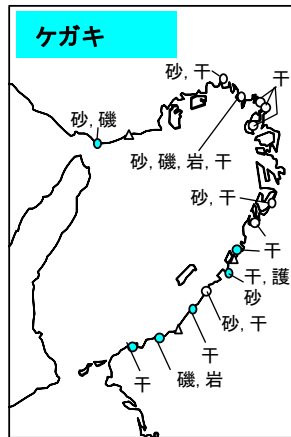 ケガキ
砂, 干
干
砂, 磯
砂, 磯, 岩, 干
砂, 干
干
干, 護
砂
砂, 干
干
磯, 岩
干